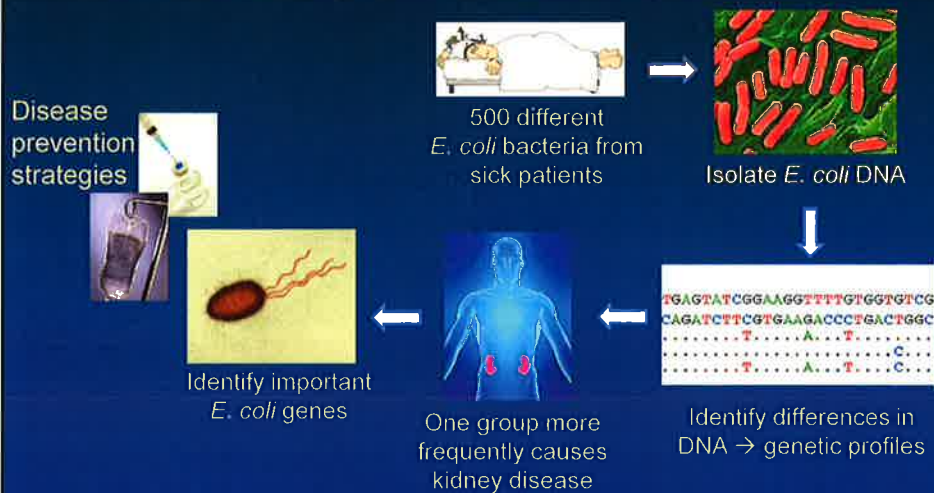 500 different
E. coli bacteria from
sick patients
Isolate E. coli DNA
TGAGTATCGGAAGGTTTTGTGGTGTCG
CAGATCTTCGTGAAGACCCTGACTGGC
.......T.....A...T.........
.......................C...
.......T.....A...T.....C...
Identify differences in
DNA → genetic profiles
One group more
frequently causes
kidney disease
Identify important
E. coli genes
Disease
prevention
strategies